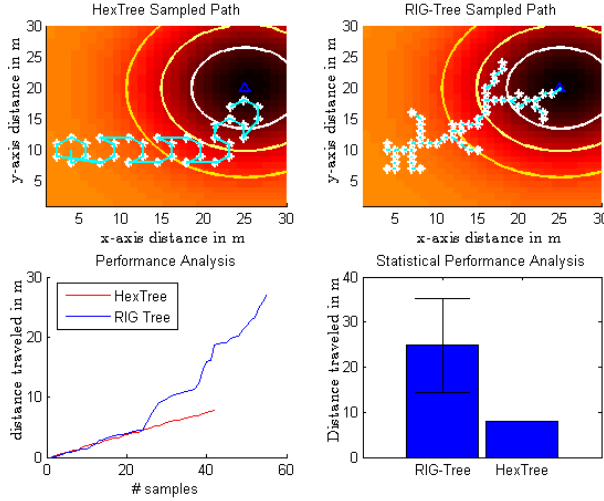 HexTree Sampled Path
30
25
20
15
10
5
y-axis distance in m
5 10 15 20 25 30
x-axis distance in m
RIG-Tree Sampled Path
30
25
20
15
10
5
y-axis distance in m
5 10 15 20 25 30
x-axis distance in m
Performance Analysis
30
20
10
0
distance traveled in m
HexTree
RIG Tree
0 20 40 60
# samples
Statistical Performance Analysis
40
30
20
10
0
Distance traveled in m
RIG-Tree HexTree